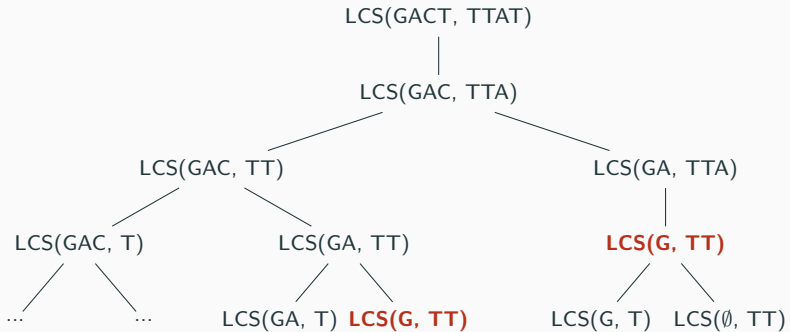 LCS(GACT, TTAT)
LCS(GAC, TTA)
LCS(GAC, TT) LCS(GA, TTA)
LCS(GAC, T) LCS(GA, TT) LCS(G, TT)
... ... LCS(GA, T) LCS(G, TT) LCS(G, T) LCS(∅, TT)